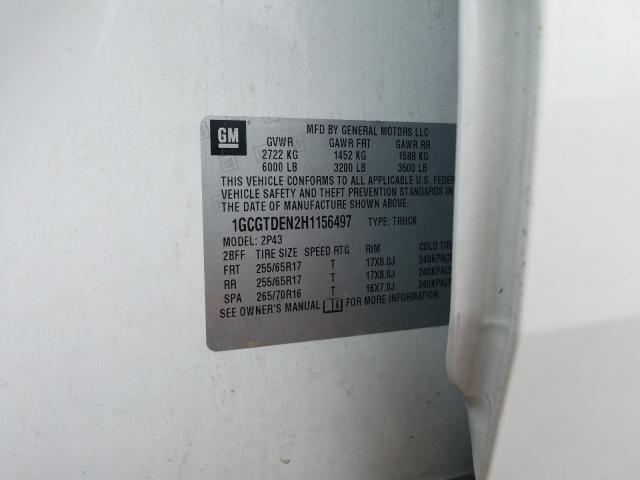 GM
MFD BY GENERAL MOTORS LLC
GVWR GAWR FRT GAWR RR
2722 KG 1452 KG 1588 KG
6000 LB 3200 LB 3500 LB
THIS VEHICLE CONFORMS TO ALL APPLICABLE U.S. FEDER
VEHICLE SAFETY AND THEFT PREVENTION STANDARDS IN
THE DATE OF MANUFACTURE SHOWN ABOVE.
1GCGTDEN2H1156497 TYPE: TRUCK
MODEL: 2P43
2BFF TIRE SIZE SPEED RTG RIM COLD TI
FRT 255/65R17 T 17X8.0J 240KPA(
RR 255/65R17 T 17X8.0J 240KPA(
SPA 265/70R16 T 16X7.0J 240KPA(
SEE OWNER'S MANUAL FOR MORE INFORMATION